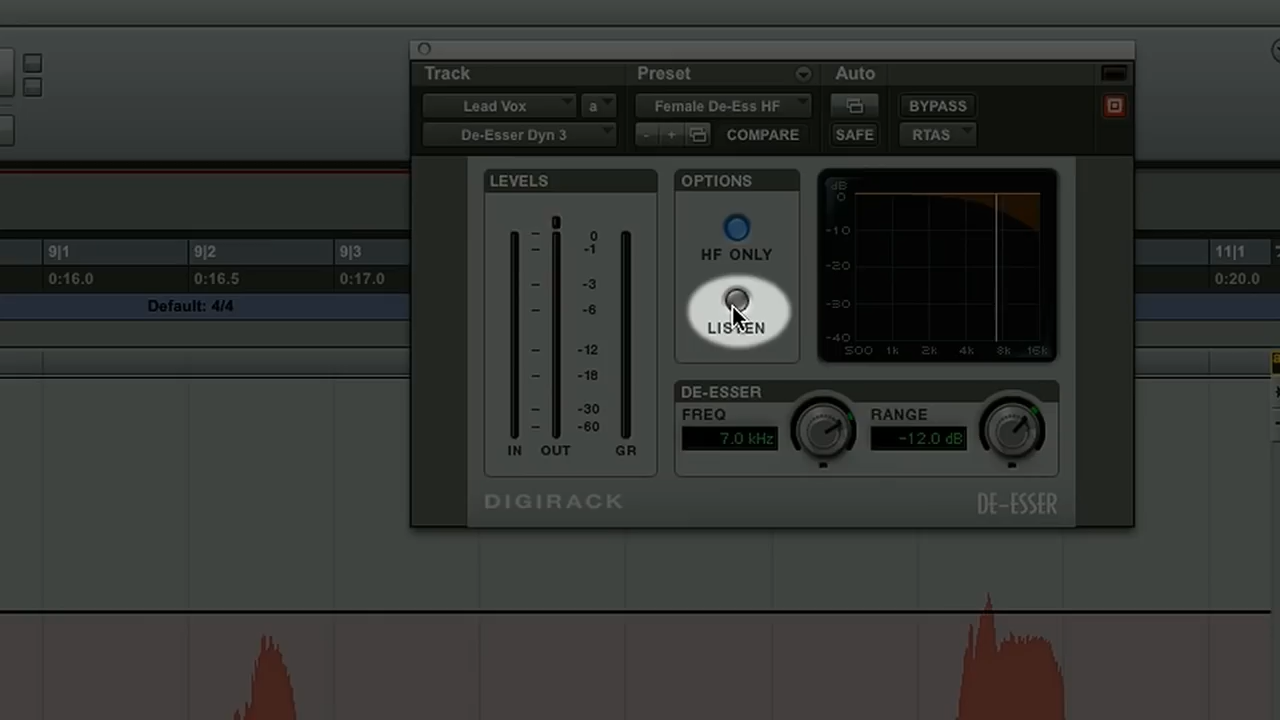 Track
Preset
Auto
Lead Vox
a
Female De-Ess HF
BYPASS
De-Esser Dyn 3
- +
COMPARE
SAFE
RTAS
LEVELS
0
-1
-3
-6
-12
-18
-30
-60
IN OUT GR
OPTIONS
HF ONLY
LISTEN
dB
0
-10
-20
-30
-40
500 1k 2k 4k 8k 16k
DE-ESSER
FREQ
7.0 kHz
RANGE
-12.0 dB
DIGIRACK
DE-ESSER
9|1
9|2
9|3
11|1
0:16.0
0:16.5
0:17.0
0:20.0
Default: 4/4